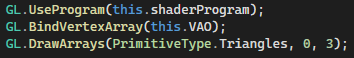 GL.UseProgram(this.shaderProgram);
GL.BindVertexArray(this.VAO);
GL.DrawArrays(PrimitiveType.Triangles, 0, 3);